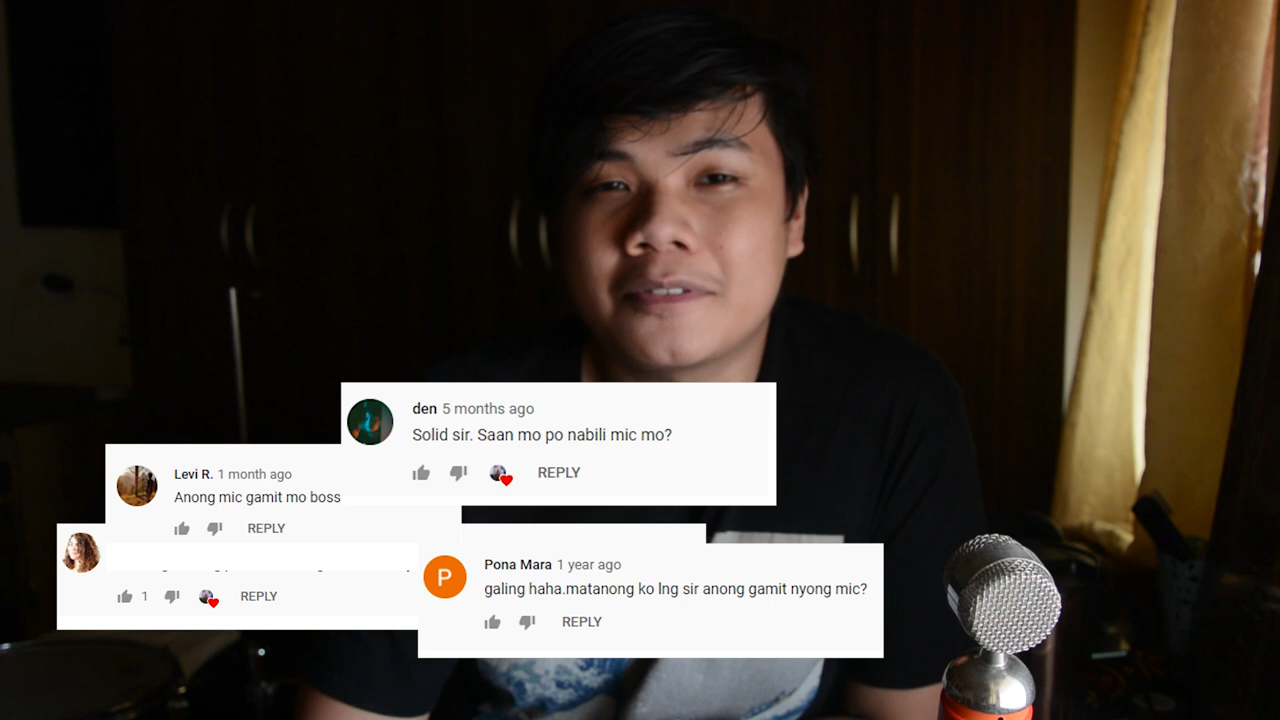 den 5 months ago
Solid sir. Saan mo po nabili mic mo?
REPLY
Levi R. 1 month ago
Anong mic gamit mo boss
REPLY
1 REPLY
P
Pona Mara 1 year ago
galing haha.matanong ko lng sir anong gamit nyong mic?
REPLY